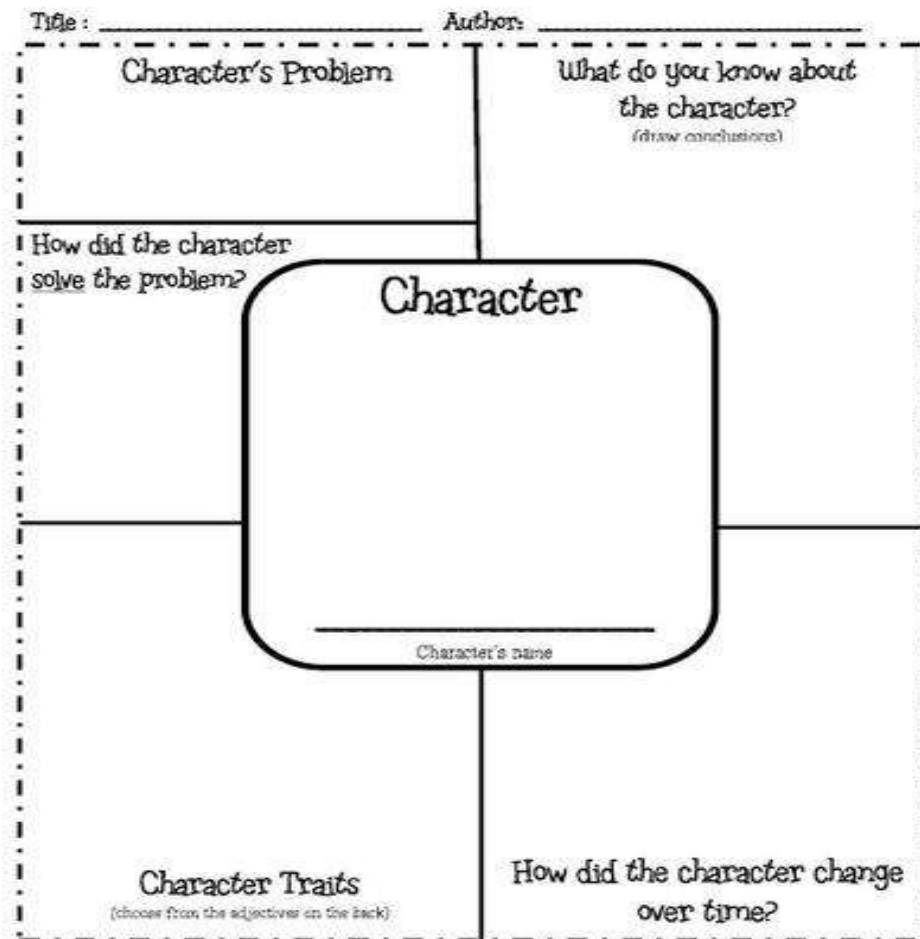 Title : ____________ Author: ____________
Character's Problem
What do you know about
the character?
(draw conclusions)
How did the character
solve the problem?
Character
Character's name
Character Traits
(choose from the adjectives on the back)
How did the character change
over time?